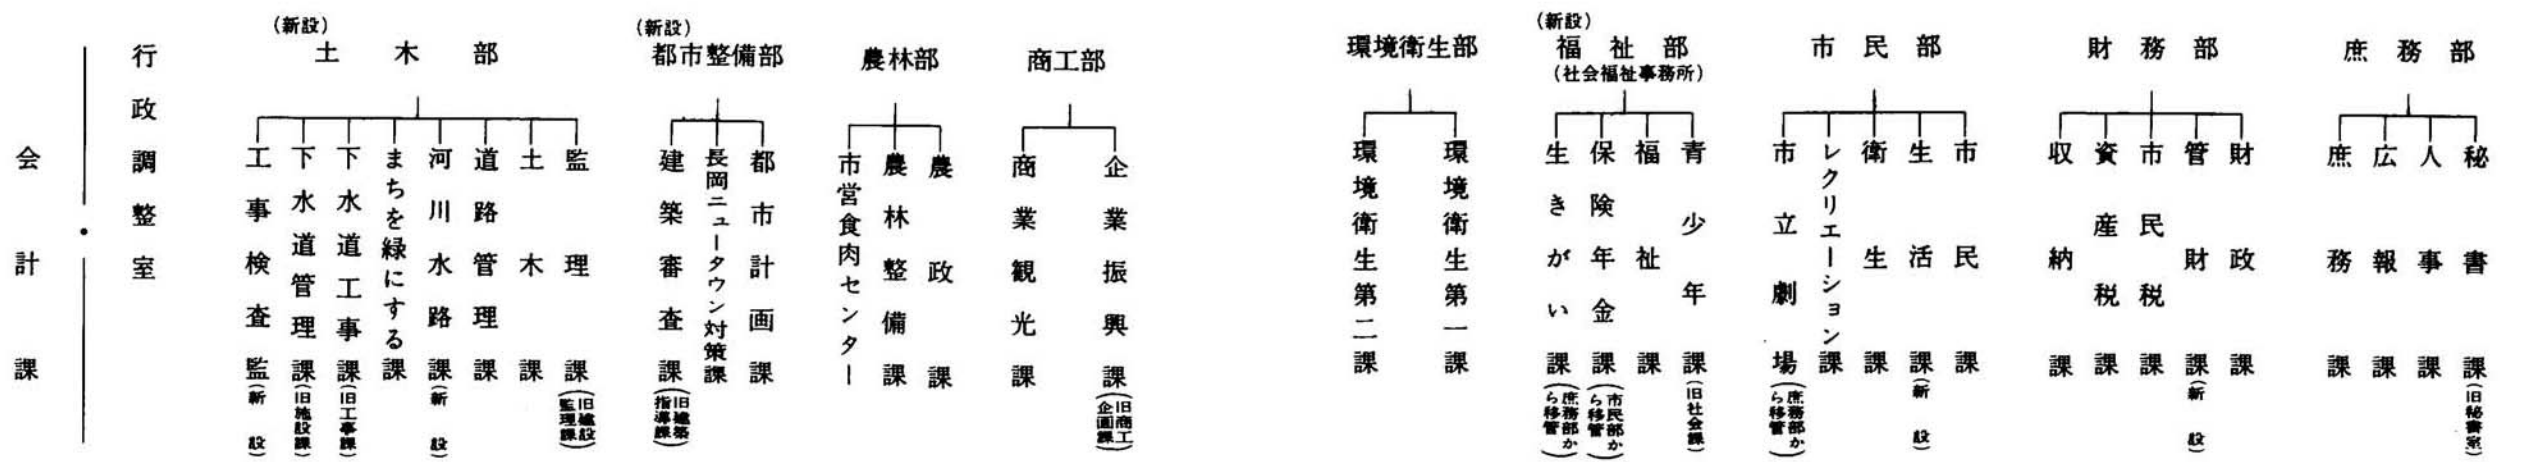 庶務部
秘書課(旧秘書室)
人事課
広報課
庶務課
財務部
財政課
管財課(新設)
市民税課
資産税課
収納課
市民部
市民課
生活課(新設)
衛生課
レクリエーション課
市立劇場(庶務部から移管)
(新設)
福祉部
(社会福祉事務所)
青少年課(旧社会課)
福祉課
保険年金課(市民部から移管)
生きがい課(庶務部から移管)
環境衛生部
環境衛生第一課
環境衛生第二課
商工部
企業振興課(旧商工企画課)
商業観光課
農林部
農政課
農林整備課
市営食肉センター
(新設)
都市整備部
都市計画課
長岡ニュータウン対策課
建築審査課(旧建築指導課)
(新設)
土木部
監理課(旧建設監理課)
土木課
道路管理課
河川水路課(新設)
まちを緑にする課
下水道工事課(旧工事課)
下水道管理課(旧施設課)
工事検査監(新設)
行政調整室
会計課